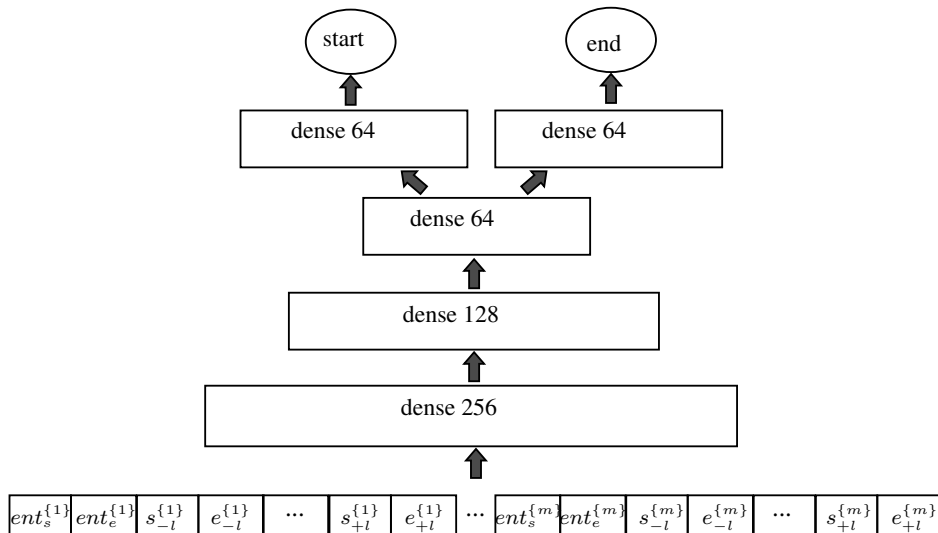 start end
dense 64 dense 64
dense 64
dense 128
dense 256
$ent_s^{\{1\}}$ $ent_e^{\{1\}}$ $s_{-l}^{\{1\}}$ $e_{-l}^{\{1\}}$ ... $s_{+l}^{\{1\}}$ $e_{+l}^{\{1\}}$ ... $ent_s^{\{m\}}$ $ent_e^{\{m\}}$ $s_{-l}^{\{m\}}$ $e_{-l}^{\{m\}}$ ... $s_{+l}^{\{m\}}$ $e_{+l}^{\{m\}}$